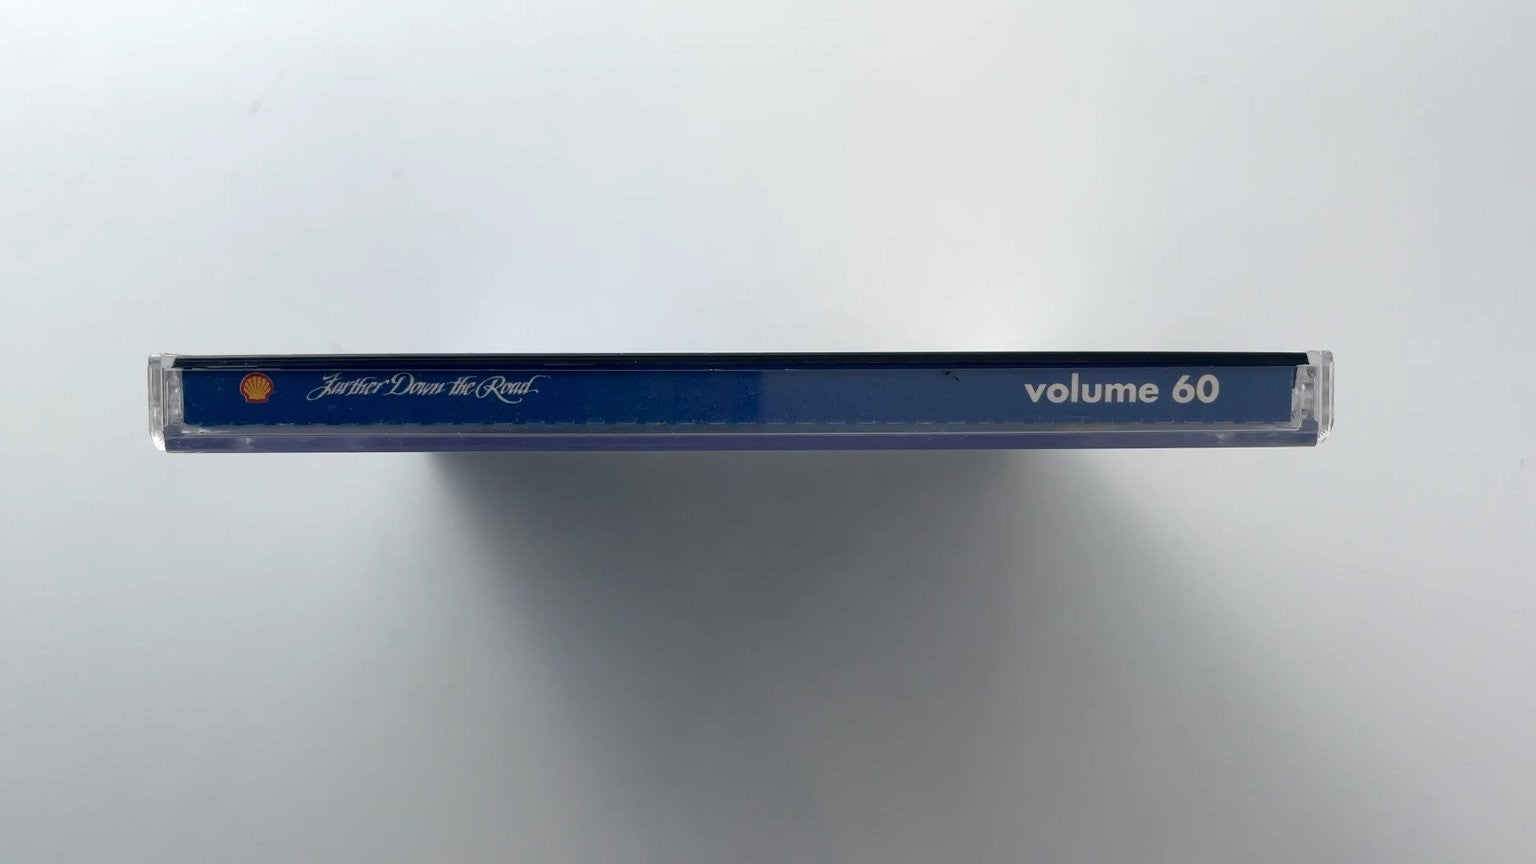 Farther Down the Road volume 60